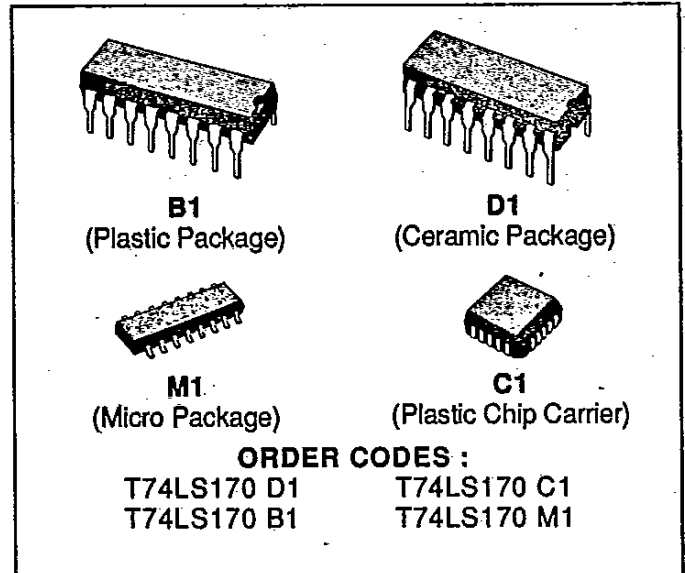 B1
(Plastic Package)
D1
(Ceramic Package)
M1
(Micro Package)
C1
(Plastic Chip Carrier)
ORDER CODES :
T74LS170 D1 T74LS170 C1
T74LS170 B1 T74LS170 M1